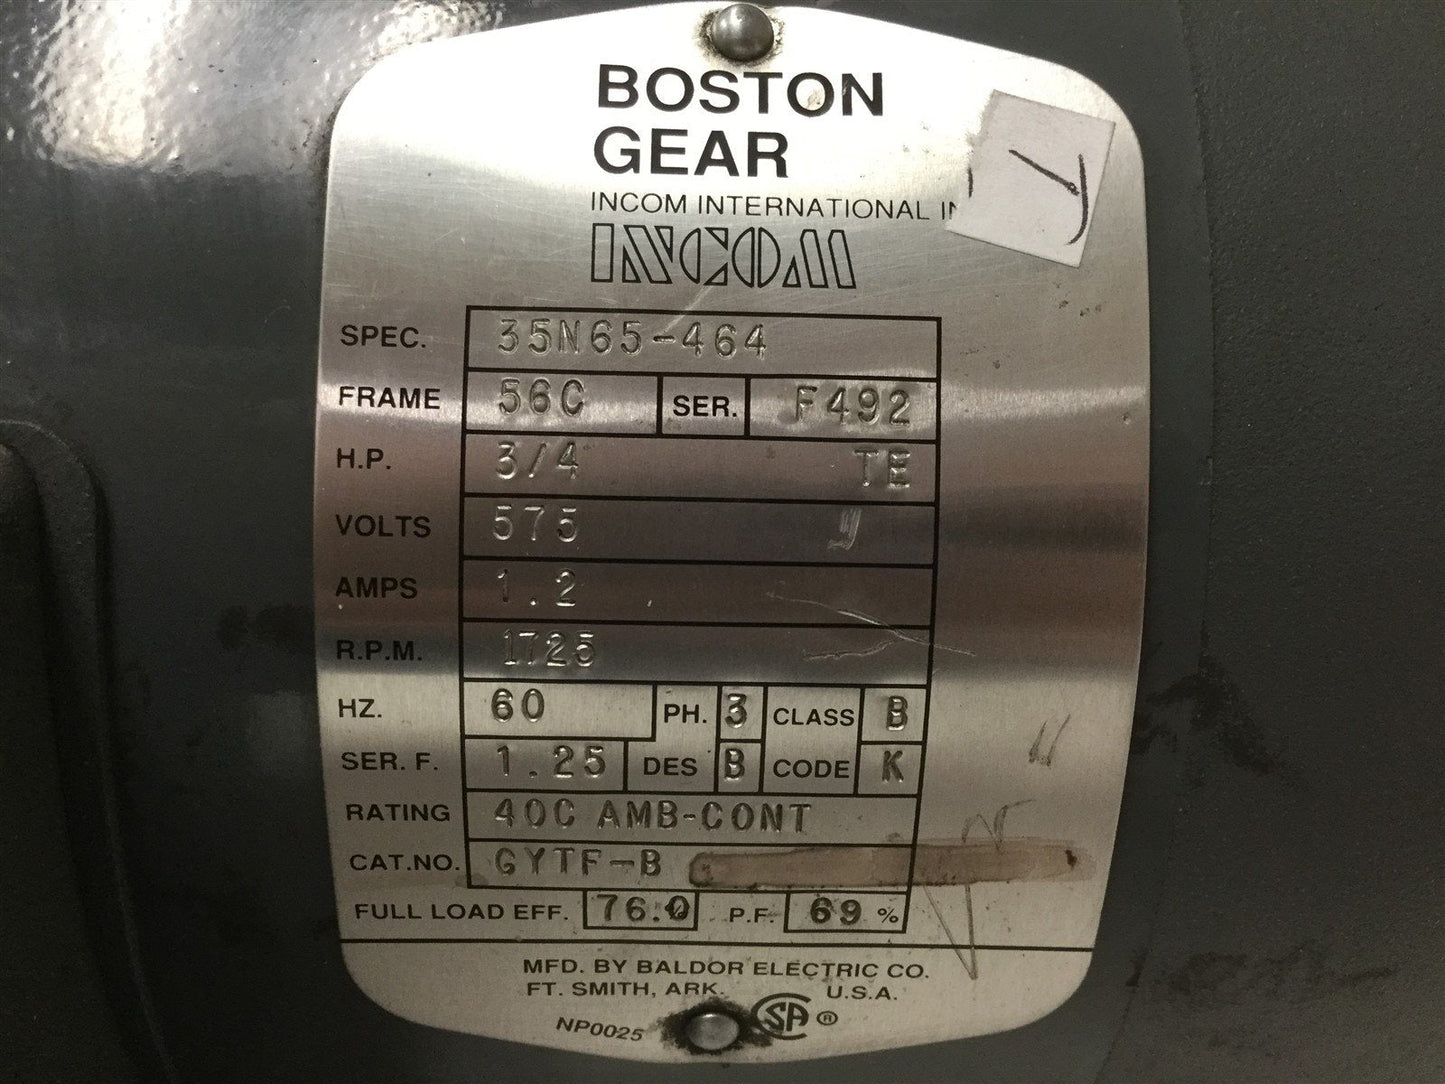 BOSTON
GEAR
INCOM INTERNATIONAL
INCOM
SPEC. 35N65-464
FRAME 56C SER. F492
H.P. 3/4 TE
VOLTS 575
AMPS 1.2
R.P.M. 1725
HZ. 60 PH. 3 CLASS B
SER. F. 1.25 DES B CODE K
RATING 40C AMB-CONT
CAT.NO. GYTF-B
FULL LOAD EFF. 76.0 P.F. 69 %
MFD. BY BALDOR ELECTRIC CO.
FT. SMITH, ARK. U.S.A.
NP0025 SA ®